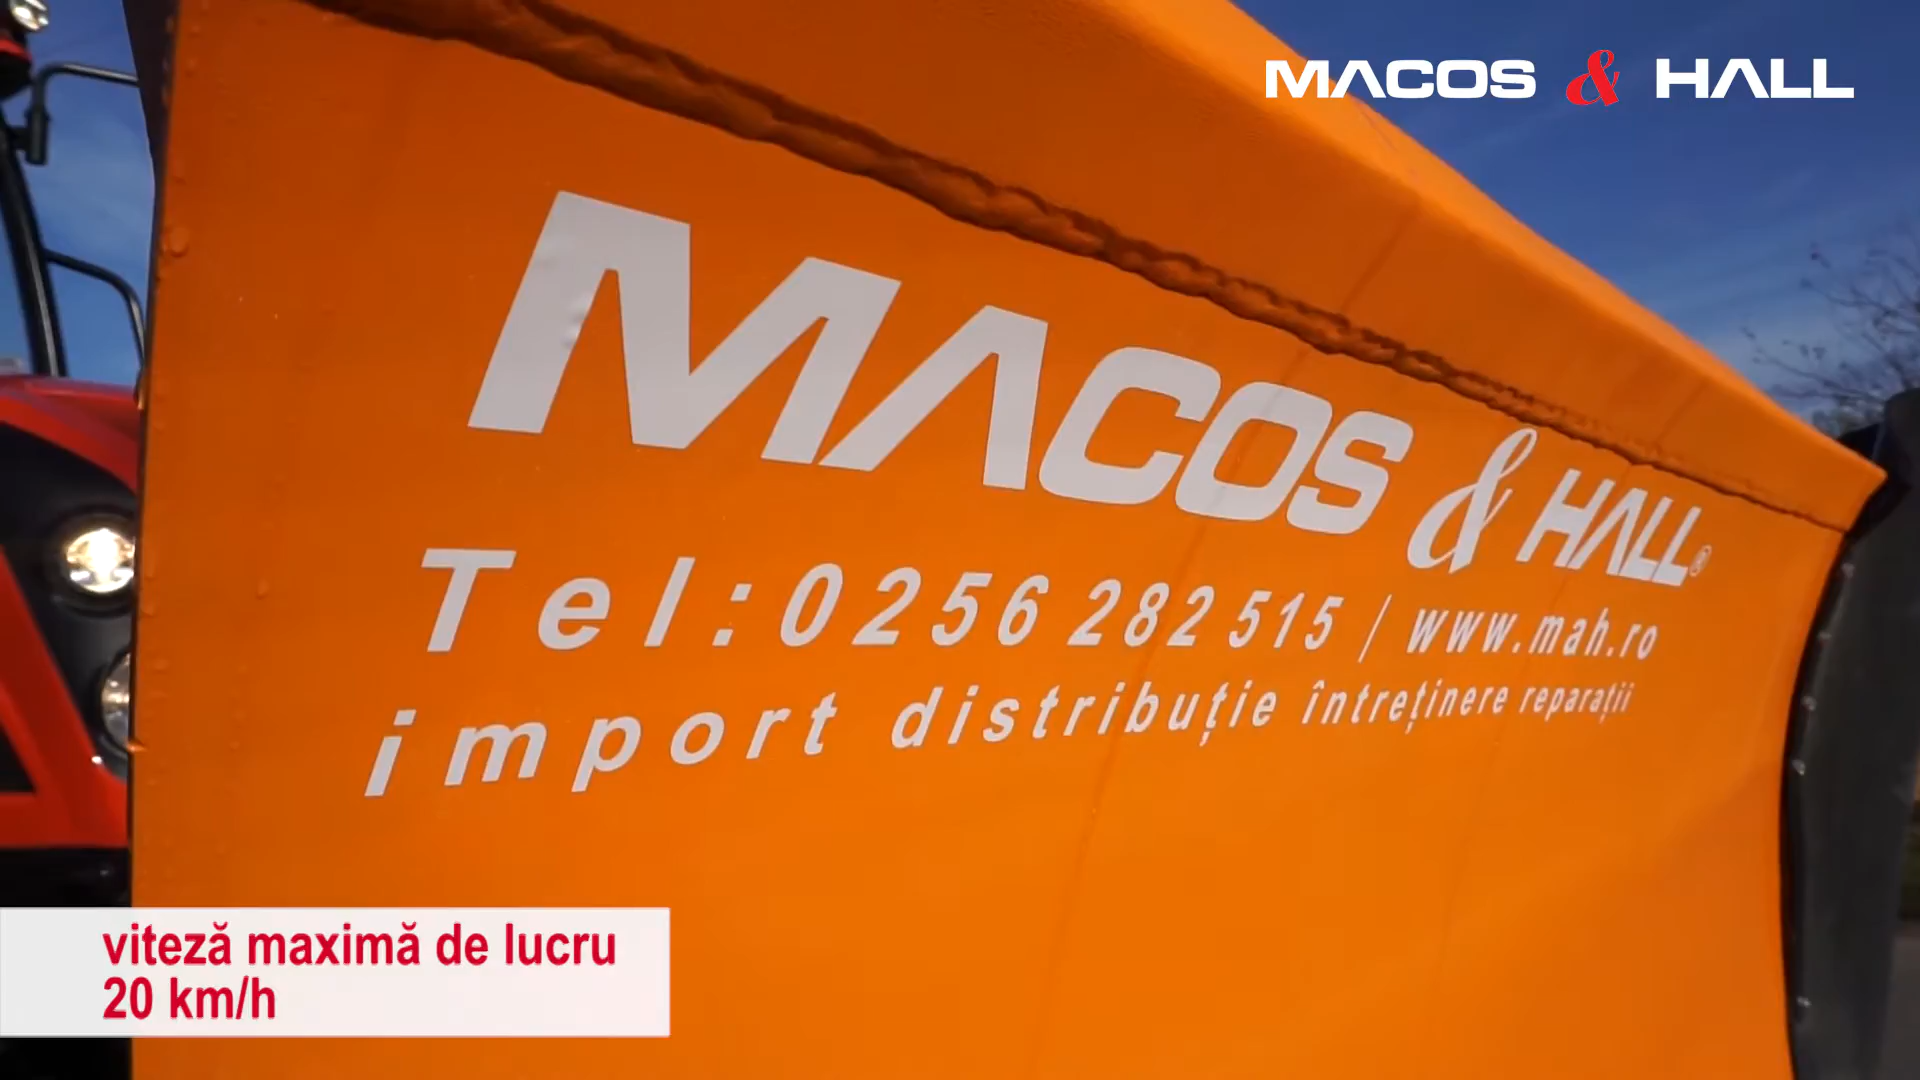 MACOS & HALL
MACOS & HALL®
Tel:0256 282 515 / www.mah.ro
import distribuție întreținere reparații
viteză maximă de lucru
20 km/h